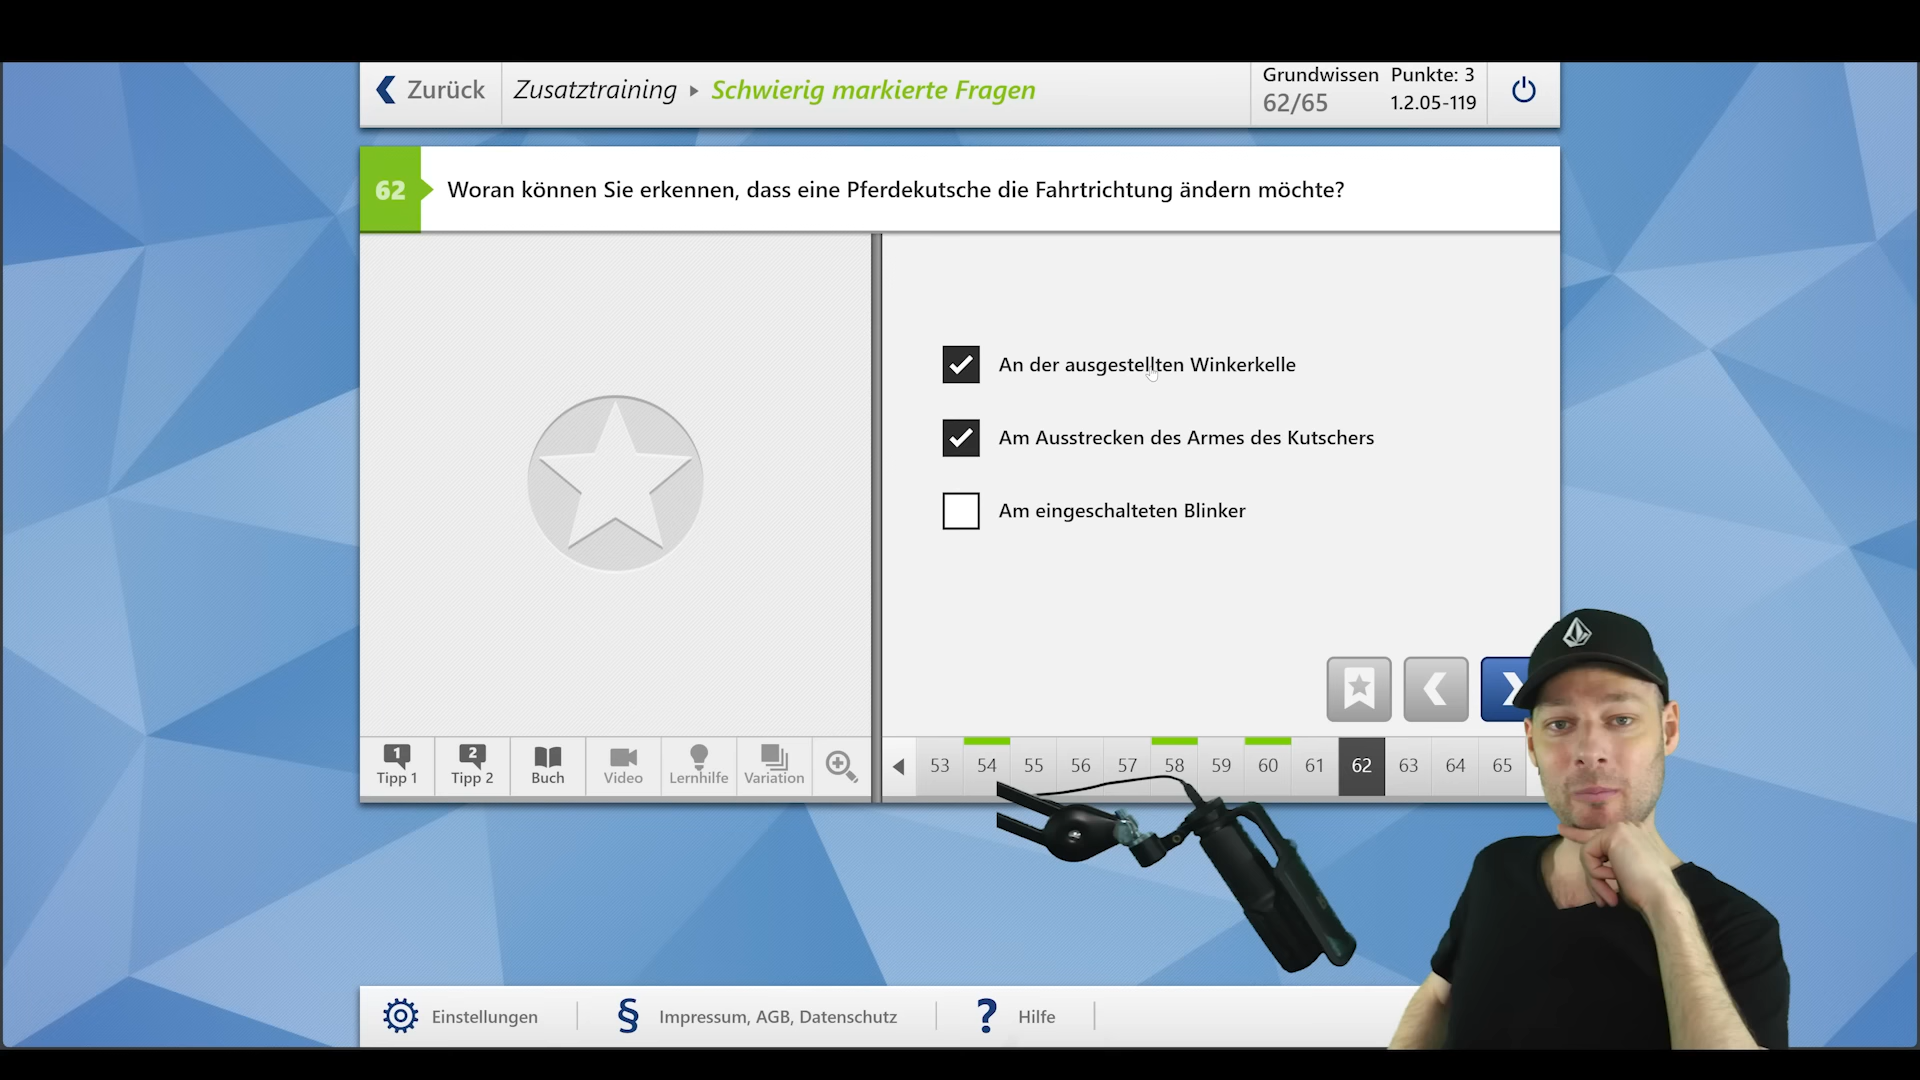 Zurück
Zusatztraining ▸ Schwierig markierte Fragen
Grundwissen Punkte: 3
62/65 1.2.05-119
62 Woran können Sie erkennen, dass eine Pferdekutsche die Fahrtrichtung ändern möchte?
An der ausgestellten Winkerkelle
Am Ausstrecken des Armes des Kutschers
Am eingeschalteten Blinker
1 2
Tipp 1 Tipp 2 Buch Video Lernhilfe Variation
53 54 55 56 57 58 59 60 61 62 63 64 65
Einstellungen § Impressum, AGB, Datenschutz ? Hilfe